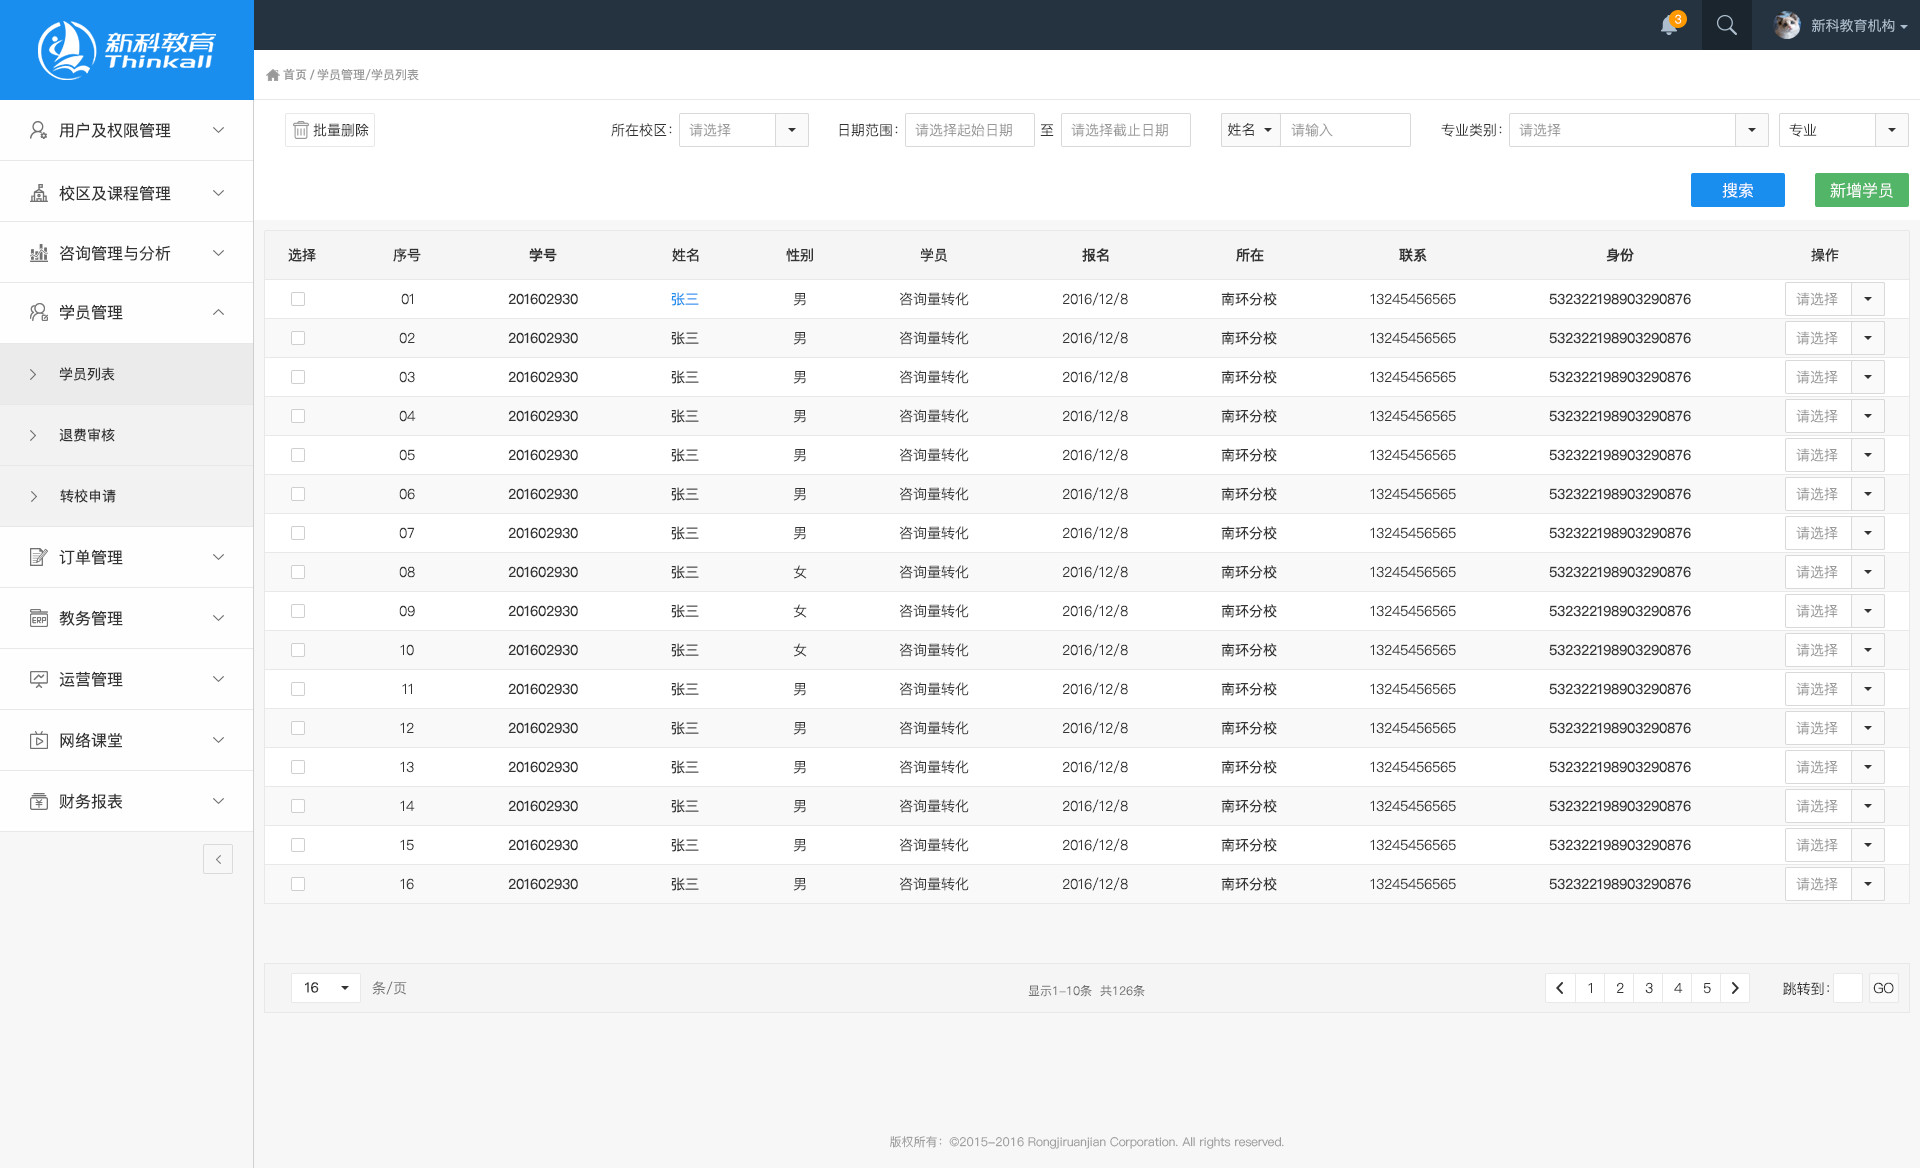 新科教育
Thinkall
3
新科教育机构
首页 / 学员管理/学员列表
用户及权限管理
校区及课程管理
咨询管理与分析
学员管理
学员列表
退费审核
转校申请
订单管理
ERP 教务管理
运营管理
网络课堂
财务报表
批量删除 所在校区: 请选择 日期范围: 请选择起始日期 至 请选择截止日期 姓名 请输入 专业类别: 请选择 专业
搜索 新增学员
选择 序号 学号 姓名 性别 学员 报名 所在 联系 身份 操作
01 201602930 张三 男 咨询量转化 2016/12/8 南环分校 13245456565 532322198903290876 请选择
02 201602930 张三 男 咨询量转化 2016/12/8 南环分校 13245456565 532322198903290876 请选择
03 201602930 张三 男 咨询量转化 2016/12/8 南环分校 13245456565 532322198903290876 请选择
04 201602930 张三 男 咨询量转化 2016/12/8 南环分校 13245456565 532322198903290876 请选择
05 201602930 张三 男 咨询量转化 2016/12/8 南环分校 13245456565 532322198903290876 请选择
06 201602930 张三 男 咨询量转化 2016/12/8 南环分校 13245456565 532322198903290876 请选择
07 201602930 张三 男 咨询量转化 2016/12/8 南环分校 13245456565 532322198903290876 请选择
08 201602930 张三 女 咨询量转化 2016/12/8 南环分校 13245456565 532322198903290876 请选择
09 201602930 张三 女 咨询量转化 2016/12/8 南环分校 13245456565 532322198903290876 请选择
10 201602930 张三 女 咨询量转化 2016/12/8 南环分校 13245456565 532322198903290876 请选择
11 201602930 张三 男 咨询量转化 2016/12/8 南环分校 13245456565 532322198903290876 请选择
12 201602930 张三 男 咨询量转化 2016/12/8 南环分校 13245456565 532322198903290876 请选择
13 201602930 张三 男 咨询量转化 2016/12/8 南环分校 13245456565 532322198903290876 请选择
14 201602930 张三 男 咨询量转化 2016/12/8 南环分校 13245456565 532322198903290876 请选择
15 201602930 张三 男 咨询量转化 2016/12/8 南环分校 13245456565 532322198903290876 请选择
16 201602930 张三 男 咨询量转化 2016/12/8 南环分校 13245456565 532322198903290876 请选择
16 条/页 显示1-10条 共126条 1 2 3 4 5 跳转到: GO
版权所有: ©2015-2016 Rongjiruanjian Corporation. All rights reserved.